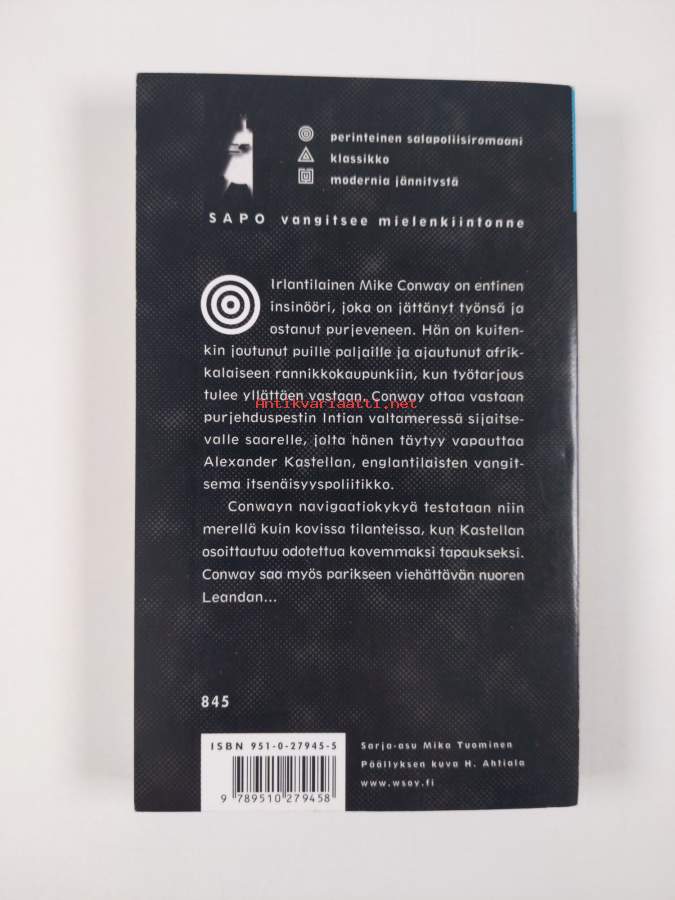 perinteinen salapoliisiromaani
klassikko
modernia jännitystä
SAPO vangitsee mielenkiintonne
Irlantilainen Mike Conway on entinen
insinööri, joka on jättänyt työnsä ja
ostanut purjeveneen. Hän on kuiten-
kin joutunut puille paljaille ja ajautunut afrik-
kalaiseen rannikkokaupunkiin, kun työtarjous
tulee yllättäen vastaan. Conway ottaa vastaan
Antikvariaatti.net
purjehduspestin Intian valtameressä sijaitse-
valle saarelle, jolta hänen täytyy vapauttaa
Alexander Kastellan, englantilaisten vangit-
sema itsenäisyyspoliitikko.
Conwayn navigaatiokykyä testataan niin
merellä kuin kovissa tilanteissa, kun Kastellan
osoittautuu odotettua kovemmaksi tapaukseksi.
Conway saa myös parikseen viehättävän nuoren
Leandan...
845
ISBN 951-0-27945-5
9 789510 279458
Sarja-asu Mika Tuominen
Päällyksen kuva H. Ahtiala
www.wsoy.fi